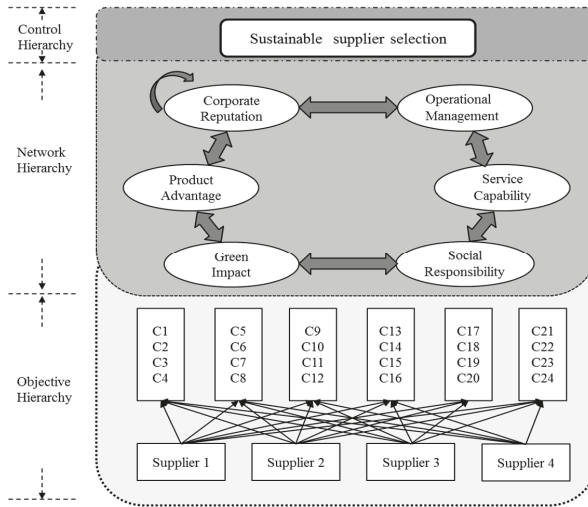 Control
Hierarchy
Sustainable supplier selection
Network
Hierarchy
Corporate
Reputation
Operational
Management
Product
Advantage
Service
Capability
Green
Impact
Social
Responsibility
Objective
Hierarchy
C1
C2
C3
C4
C5
C6
C7
C8
C9
C10
C11
C12
C13
C14
C15
C16
C17
C18
C19
C20
C21
C22
C23
C24
Supplier 1
Supplier 2
Supplier 3
Supplier 4